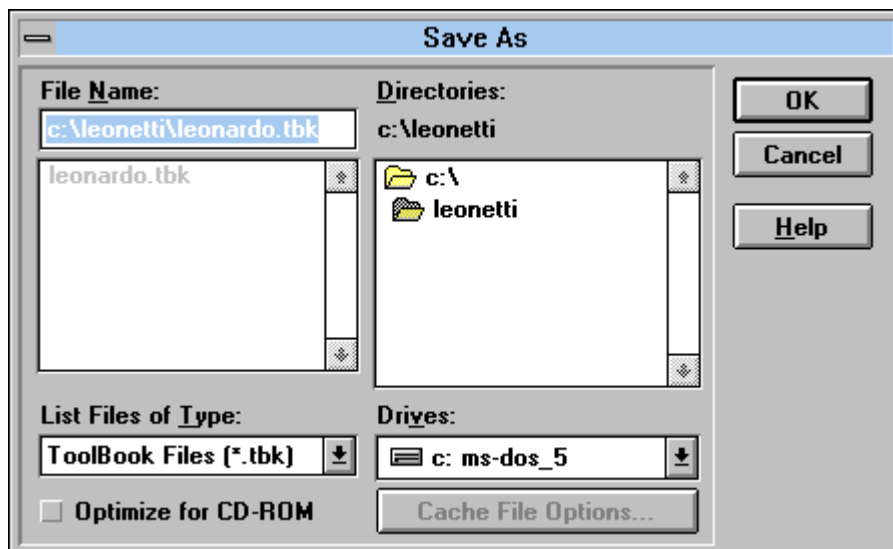 Save As
File Name:
c:\leonetti\leonardo.tbk
leonardo.tbk
List Files of Type:
ToolBook Files (*.tbk)
Optimize for CD-ROM
Directories:
c:\leonetti
c:\
leonetti
Drives:
c: ms-dos_5
Cache File Options...
OK
Cancel
Help